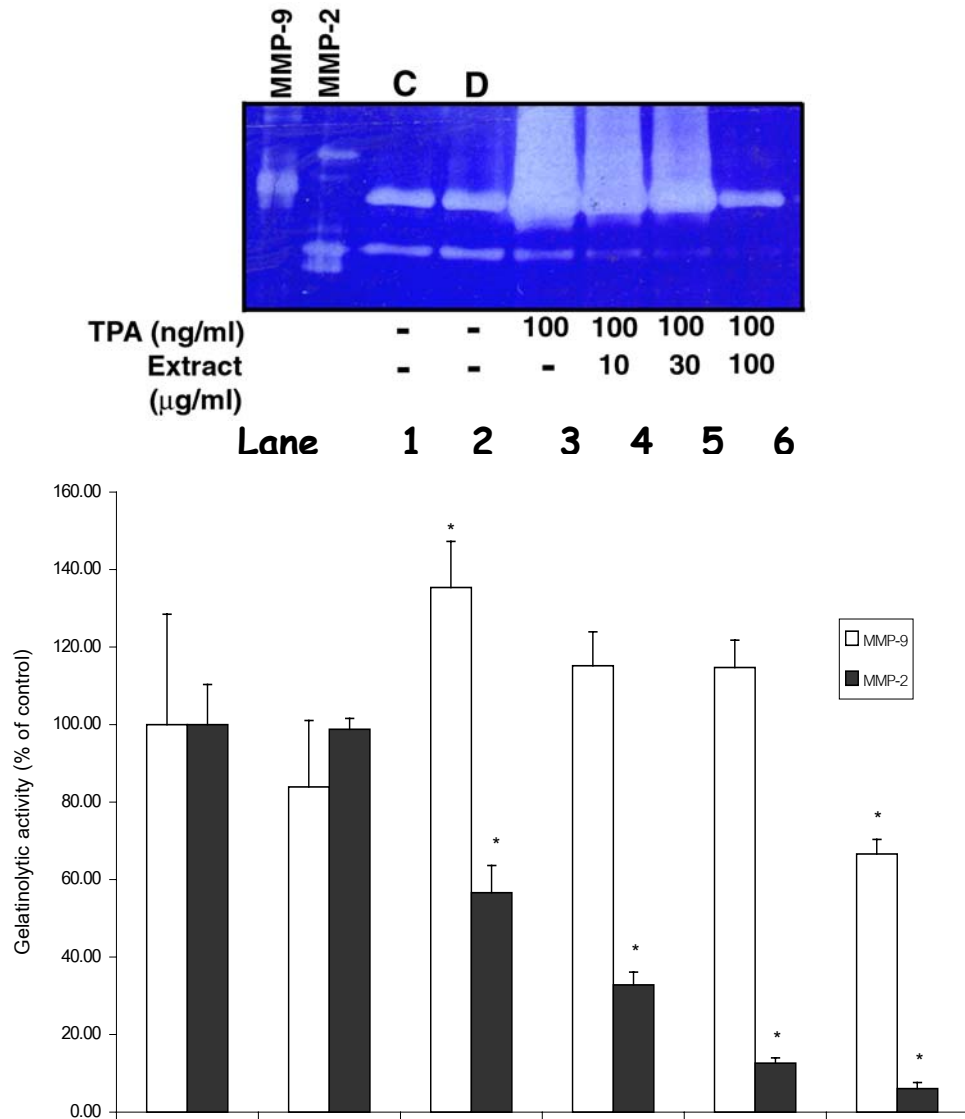 MMP-9
MMP-2
C D
TPA (ng/ml) - - 100 100 100 100
Extract - - - 10 30 100
(μg/ml)
Lane 1 2 3 4 5 6
160.00
140.00
120.00
100.00
80.00
60.00
40.00
20.00
0.00
Gelatinolytic activity (% of control)
* * * * * * *
MMP-9
MMP-2